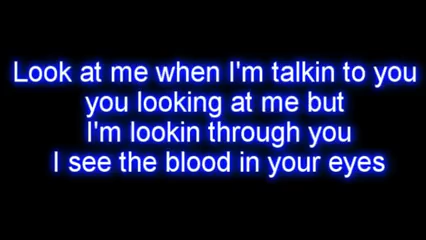 Look at me when I'm talkin to you
you looking at me but
I'm lookin through you
I see the blood in your eyes